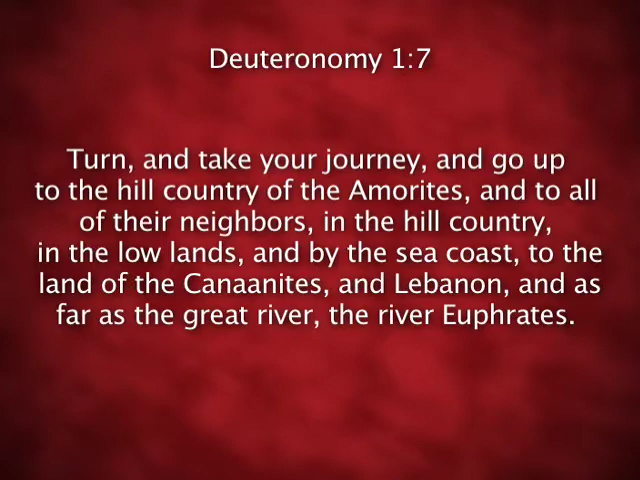 Deuteronomy 1:7
Turn, and take your journey, and go up
to the hill country of the Amorites, and to all
of their neighbors, in the hill country,
in the low lands, and by the sea coast, to the
land of the Canaanites, and Lebanon, and as
far as the great river, the river Euphrates.